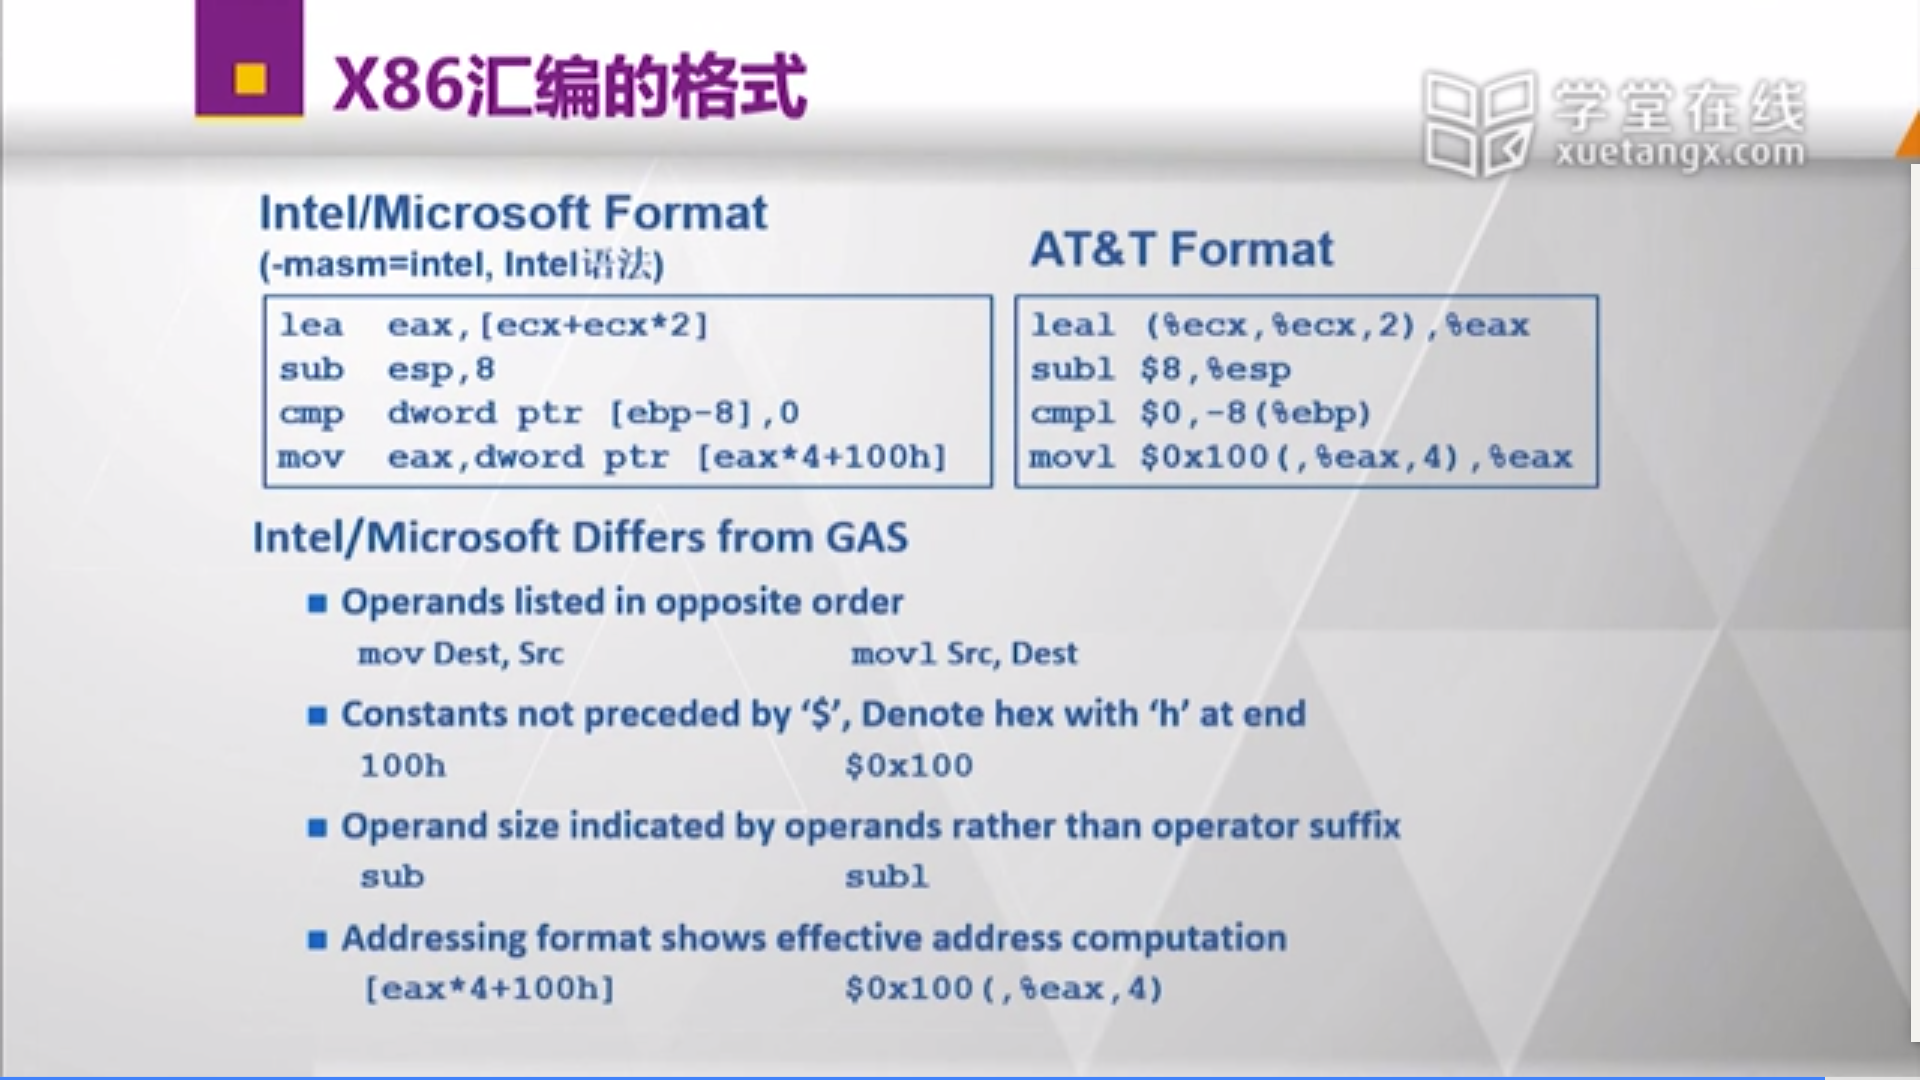 X86汇编的格式
学堂在线
xuetangx.com
Intel/Microsoft Format
(-masm=intel, Intel语法)
lea eax,[ecx+ecx*2]
sub esp,8
cmp dword ptr [ebp-8],0
mov eax,dword ptr [eax*4+100h]
AT&T Format
leal (%ecx,%ecx,2),%eax
subl $8,%esp
cmpl $0,-8(%ebp)
movl $0x100(,%eax,4),%eax
Intel/Microsoft Differs from GAS
Operands listed in opposite order
mov Dest, Src movl Src, Dest
Constants not preceded by ‘$’, Denote hex with ‘h’ at end
100h $0x100
Operand size indicated by operands rather than operator suffix
sub subl
Addressing format shows effective address computation
[eax*4+100h] $0x100(,%eax,4)